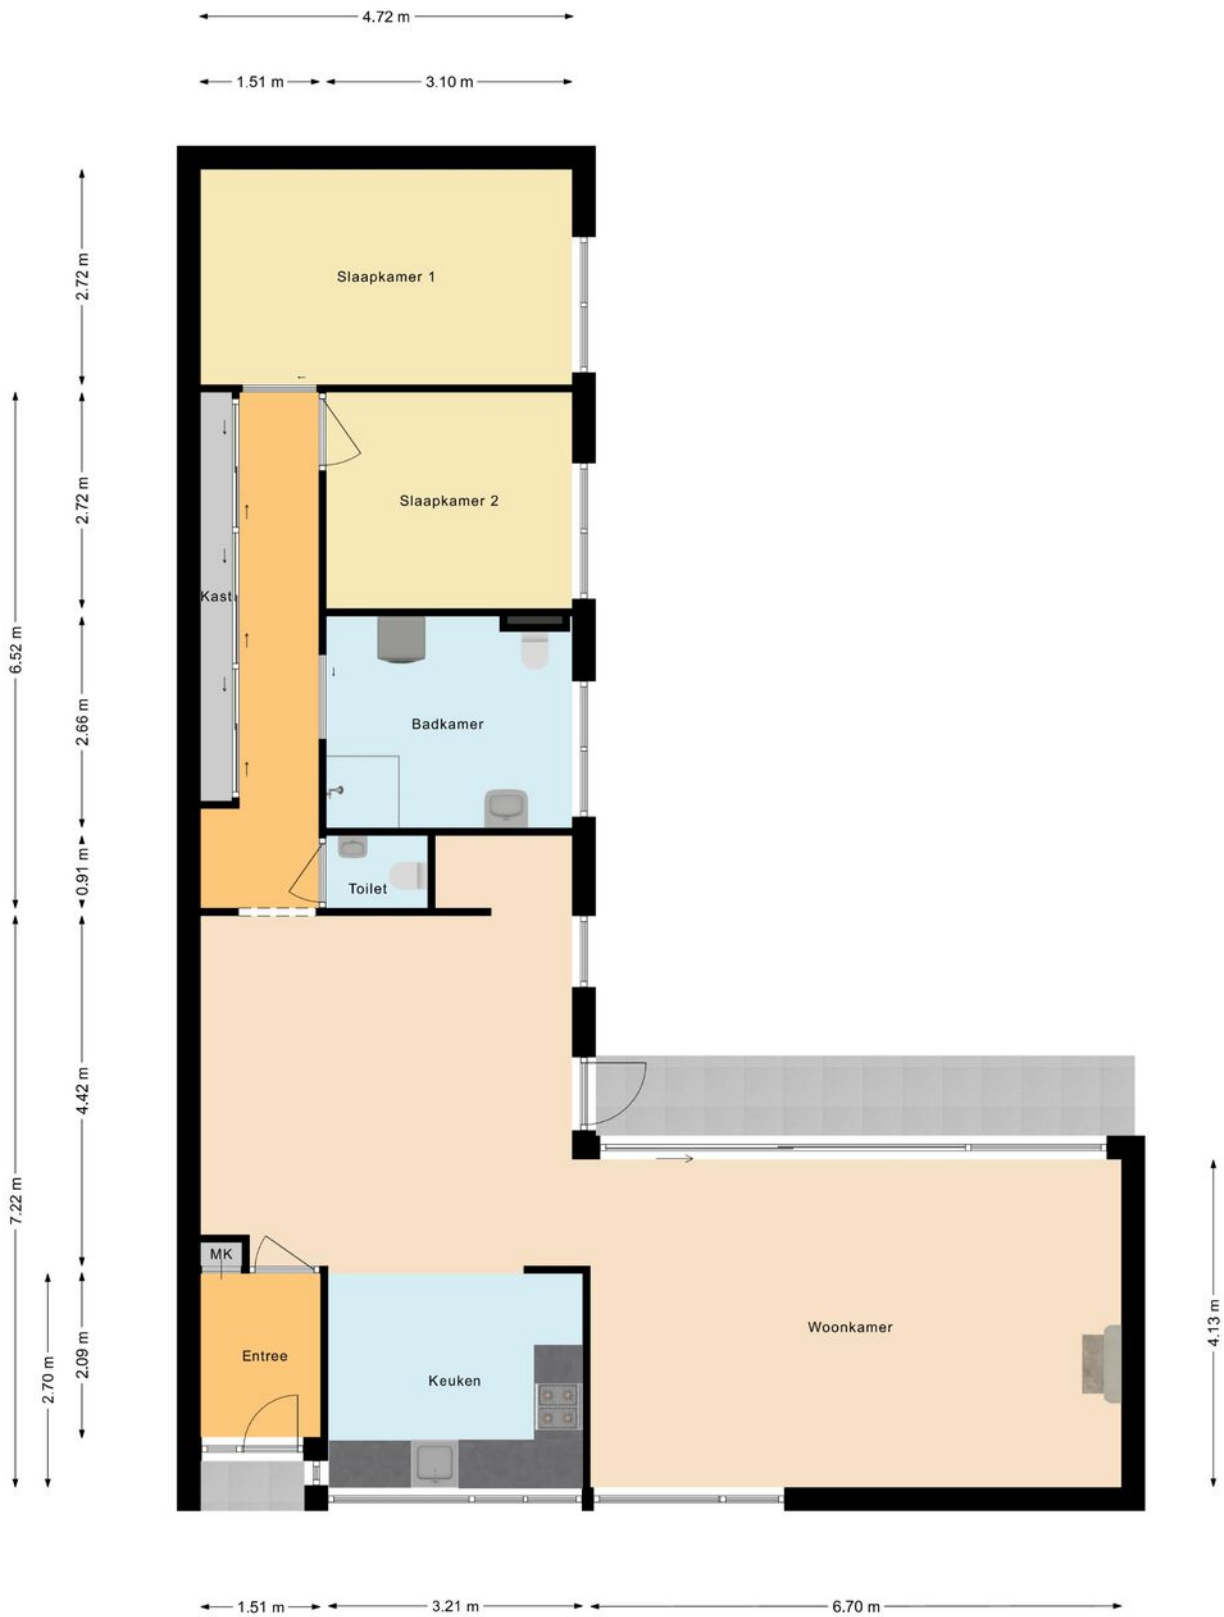 4.72 m
1.51 m
3.10 m
2.72 m
Slaapkamer 1
6.52 m
2.72 m
Slaapkamer 2
Kast
2.66 m
Badkamer
0.91 m
Toilet
7.22 m
4.42 m
MK
2.70 m
2.09 m
Entree
Keuken
Woonkamer
4.13 m
1.51 m
3.21 m
6.70 m